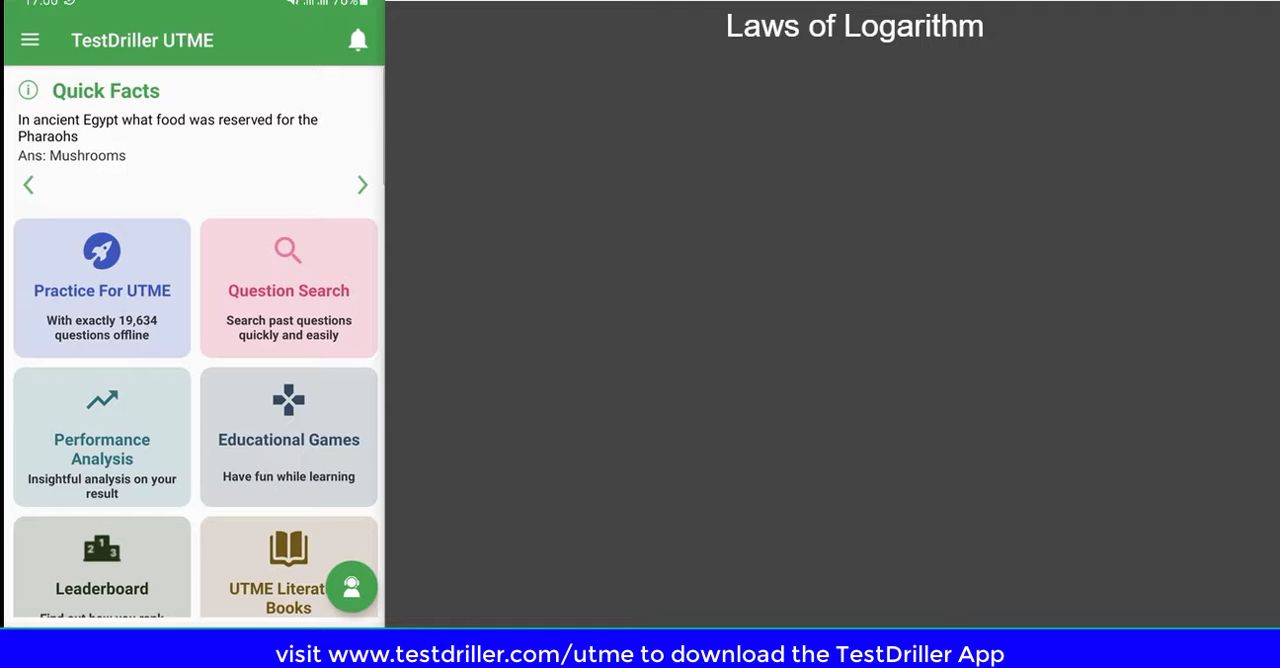 TestDriller UTME
Quick Facts
In ancient Egypt what food was reserved for the
Pharaohs
Ans: Mushrooms
Practice For UTME
With exactly 19,634
questions offline
Question Search
Search past questions
quickly and easily
Performance
Analysis
Insightful analysis on your
result
Educational Games
Have fun while learning
2 1 3
Leaderboard
UTME Literat
Books
Laws of Logarithm
visit www.testdriller.com/utme to download the TestDriller App